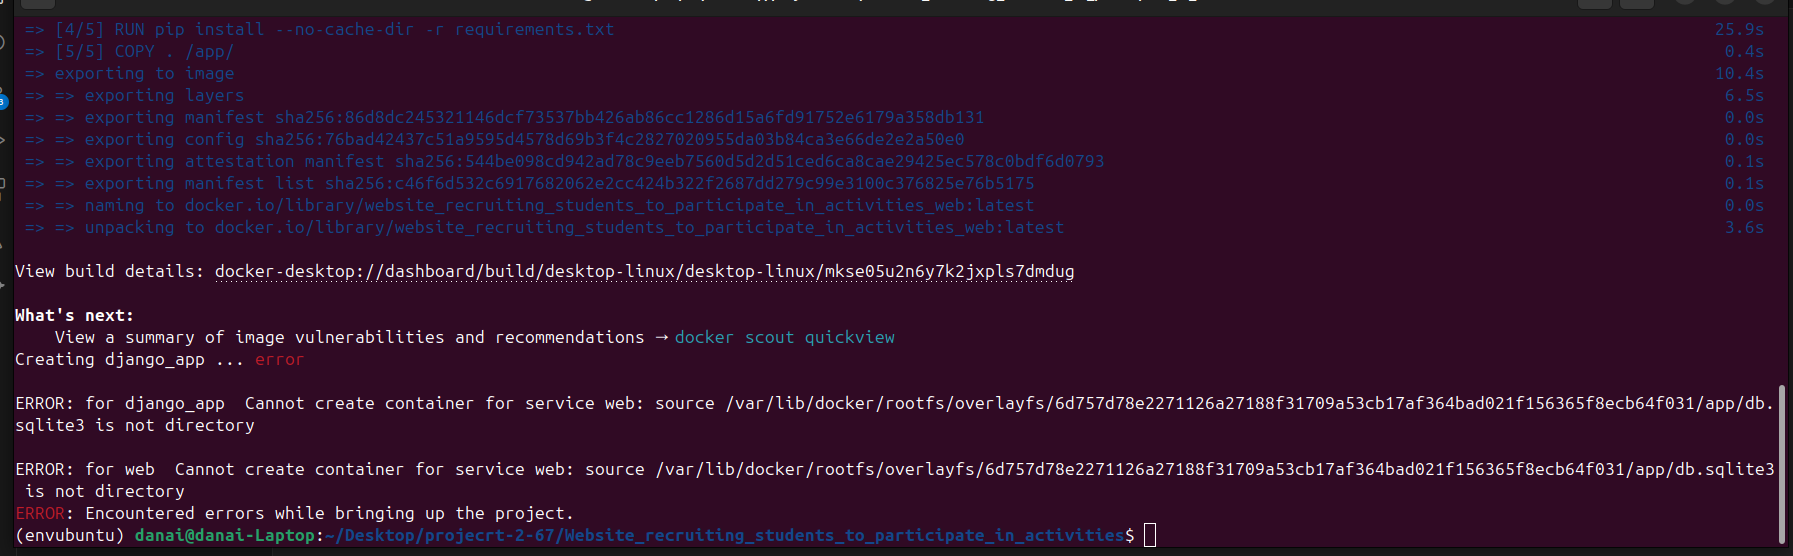 => [4/5] RUN pip install --no-cache-dir -r requirements.txt 25.9s
=> [5/5] COPY . /app/ 0.4s
=> exporting to image 10.4s
=> => exporting layers 6.5s
=> => exporting manifest sha256:86d8dc245321146dcf73537bb426ab86cc1286d15a6fd91752e6179a358db131 0.0s
=> => exporting config sha256:76bad42437c51a9595d4578d69b3f4c2827020955da03b84ca3e66de2e2a50e0 0.0s
=> => exporting attestation manifest sha256:544be098cd942ad78c9eeb7560d5d2d51ced6ca8cae29425ec578c0bdf6d0793 0.1s
=> => exporting manifest list sha256:c46f6d532c6917682062e2cc424b322f2687dd279c99e3100c376825e76b5175 0.1s
=> => naming to docker.io/library/website_recruiting_students_to_participate_in_activities_web:latest 0.0s
=> => unpacking to docker.io/library/website_recruiting_students_to_participate_in_activities_web:latest 3.6s
View build details: docker-desktop://dashboard/build/desktop-linux/desktop-linux/mkse05u2n6y7k2jxpls7dmdug
What's next:
View a summary of image vulnerabilities and recommendations → docker scout quickview
Creating django_app ... error
ERROR: for django_app  Cannot create container for service web: source /var/lib/docker/rootfs/overlayfs/6d757d78e2271126a27188f31709a53cb17af364bad021f156365f8ecb64f031/app/db.
sqlite3 is not directory
ERROR: for web  Cannot create container for service web: source /var/lib/docker/rootfs/overlayfs/6d757d78e2271126a27188f31709a53cb17af364bad021f156365f8ecb64f031/app/db.sqlite3
is not directory
ERROR: Encountered errors while bringing up the project.
(envubuntu) danai@danai-Laptop:~/Desktop/projecrt-2-67/Website_recruiting_students_to_participate_in_activities$